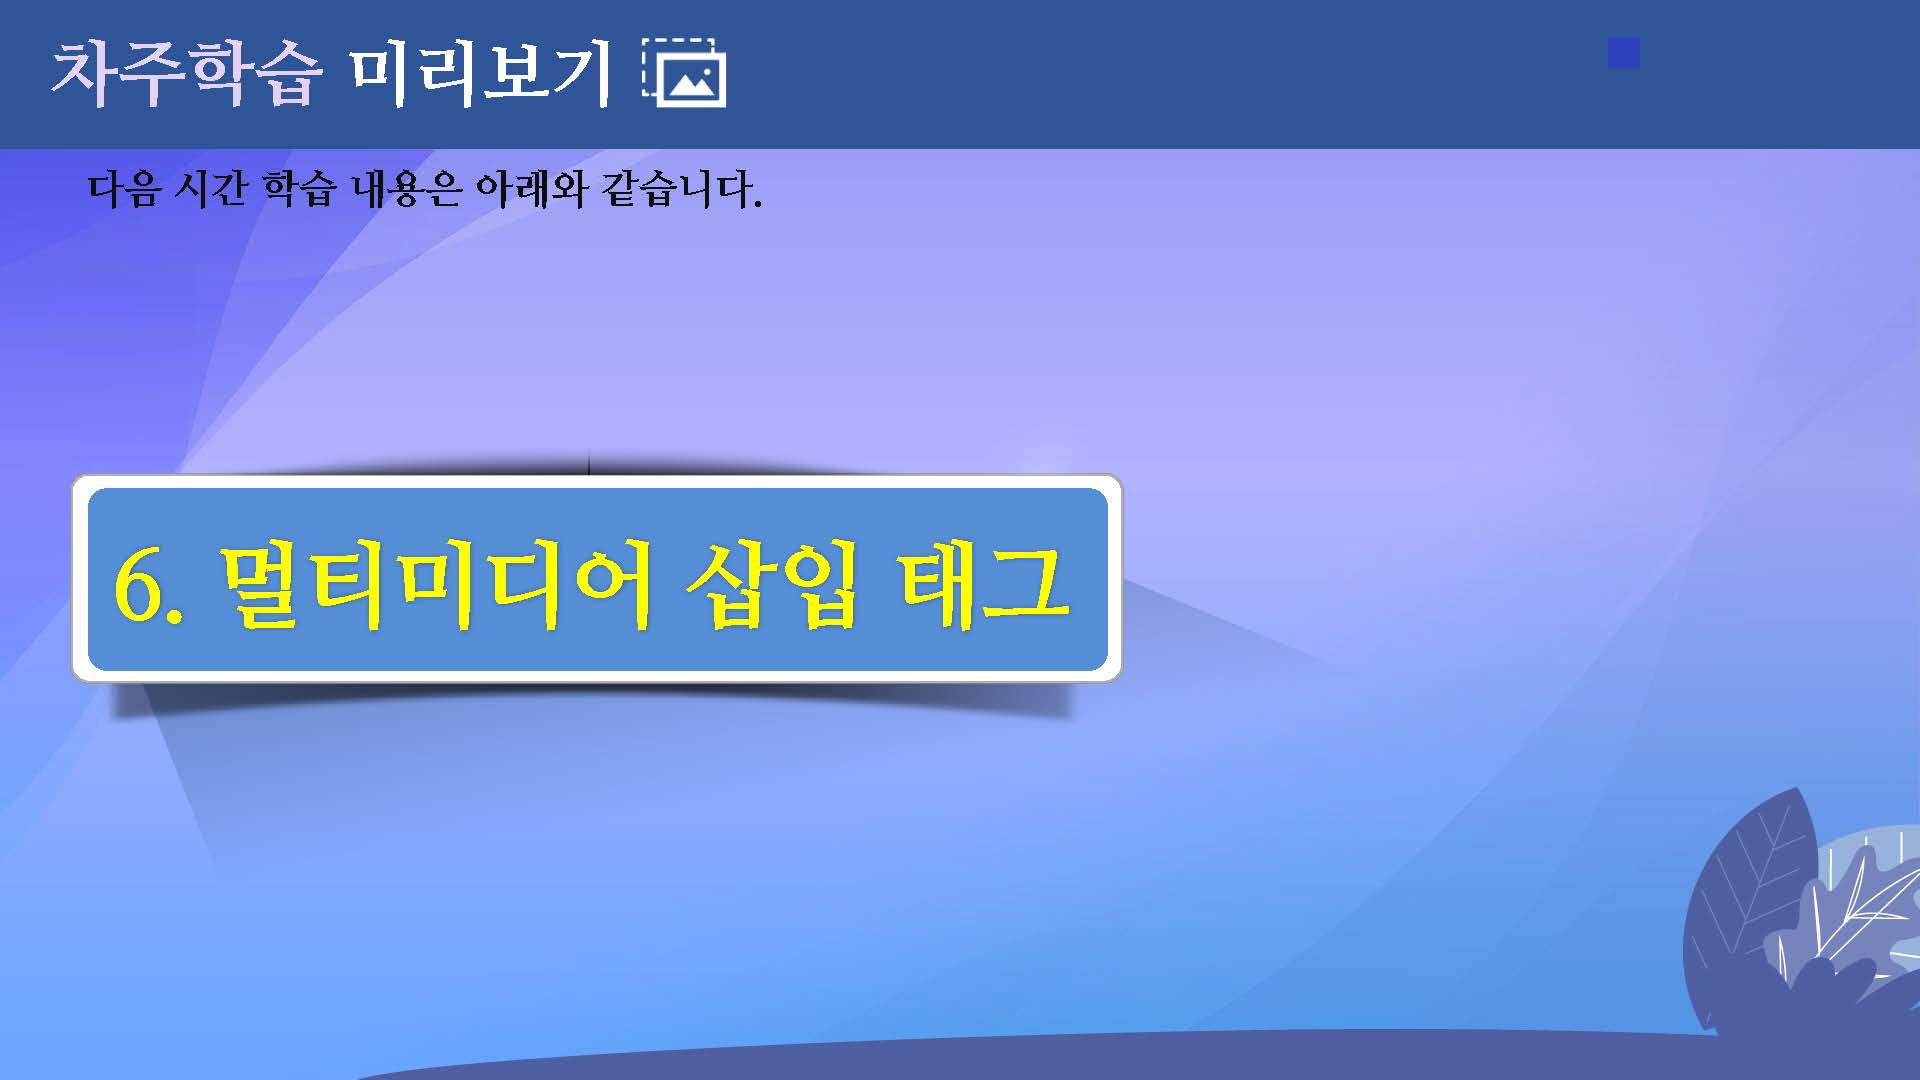 차주학습 미리보기
다음 시간 학습 내용은 아래와 같습니다.
6. 멀티미디어 삽입 태그